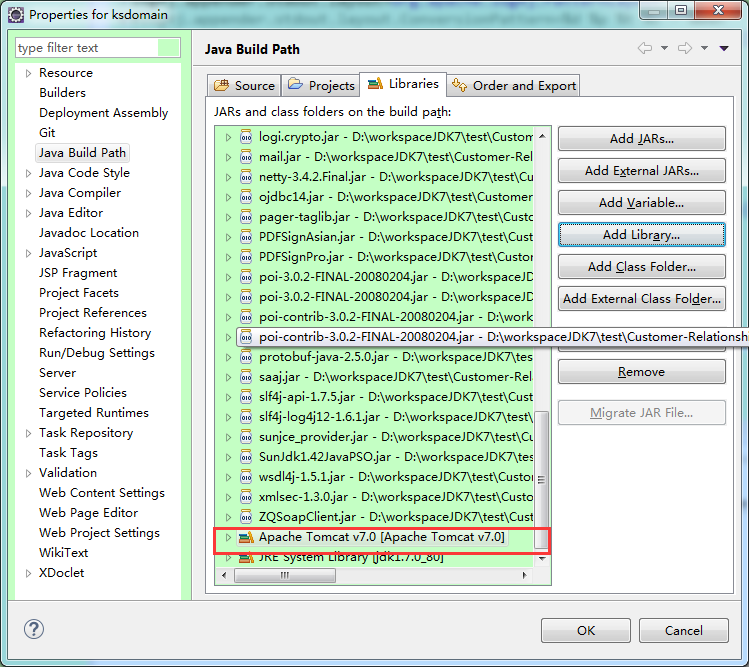 Properties for ksdomain
type filter text
Resource
Builders
Deployment Assembly
Git
Java Build Path
Java Code Style
Java Compiler
Java Editor
Javadoc Location
JavaScript
JSP Fragment
Project Facets
Project References
Refactoring History
Run/Debug Settings
Server
Service Policies
Targeted Runtimes
Task Repository
Task Tags
Validation
Web Content Settings
Web Page Editor
Web Project Settings
WikiText
XDoclet
Java Build Path
Source
Projects
Libraries
Order and Export
JARs and class folders on the build path:
logi.crypto.jar - D:\workspaceJDK7\test\Custom
mail.jar - D:\workspaceJDK7\test\Customer-Rel
netty-3.4.2.Final.jar - D:\workspaceJDK7\test\C
ojdbc14.jar - D:\workspaceJDK7\test\Customer
pager-taglib.jar - D:\workspaceJDK7\test\Custo
PDFSignAsian.jar - D:\workspaceJDK7\test\Cust
PDFSignPro.jar - D:\workspaceJDK7\test\Custo
poi-3.0.2-FINAL-20080204.jar - D:\workspaceJD
poi-3.0.2-FINAL-20080204.jar - D:\workspaceJD
poi-contrib-3.0.2-FINAL-20080204.jar - D:\work
poi-contrib-3.0.2-FINAL-20080204.jar - D:\workspaceJDK7\test\Customer-Relationsh
protobuf-java-2.5.0.jar - D:\workspaceJDK7\test
saaj.jar - D:\workspaceJDK7\test\Customer-Rel
slf4j-api-1.7.5.jar - D:\workspaceJDK7\test\Cus
slf4j-log4j12-1.6.1.jar - D:\workspaceJDK7\test\
sunjce_provider.jar - D:\workspaceJDK7\test\Cu
SunJdk1.42JavaPSO.jar - D:\workspaceJDK7\tes
wsdl4j-1.5.1.jar - D:\workspaceJDK7\test\Custo
xmlsec-1.3.0.jar - D:\workspaceJDK7\test\Custo
ZQSoapClient.jar - D:\workspaceJDK7\test\Cust
Apache Tomcat v7.0 [Apache Tomcat v7.0]
JRE System Library [jdk1.7.0_80]
Add JARs...
Add External JARs...
Add Variable...
Add Library...
Add Class Folder...
Add External Class Folder...
Remove
Migrate JAR File...
OK
Cancel